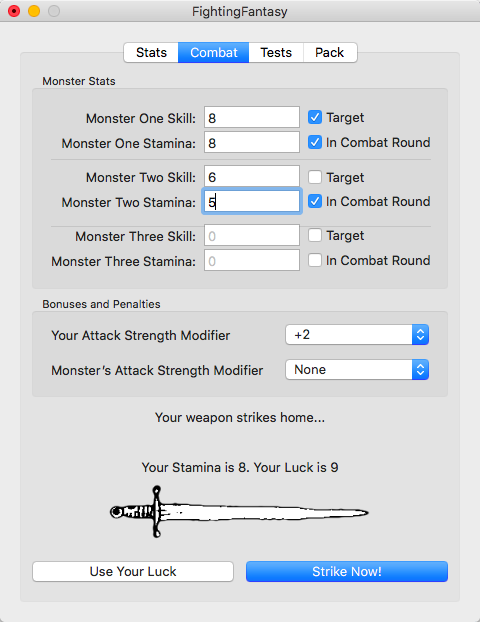 FightingFantasy
Stats Combat Tests Pack
Monster Stats
Monster One Skill: 8 Target
Monster One Stamina: 8 In Combat Round
Monster Two Skill: 6 Target
Monster Two Stamina: 5 In Combat Round
Monster Three Skill: 0 Target
Monster Three Stamina: 0 In Combat Round
Bonuses and Penalties
Your Attack Strength Modifier +2
Monster's Attack Strength Modifier None
Your weapon strikes home...
Your Stamina is 8. Your Luck is 9
Use Your Luck Strike Now!